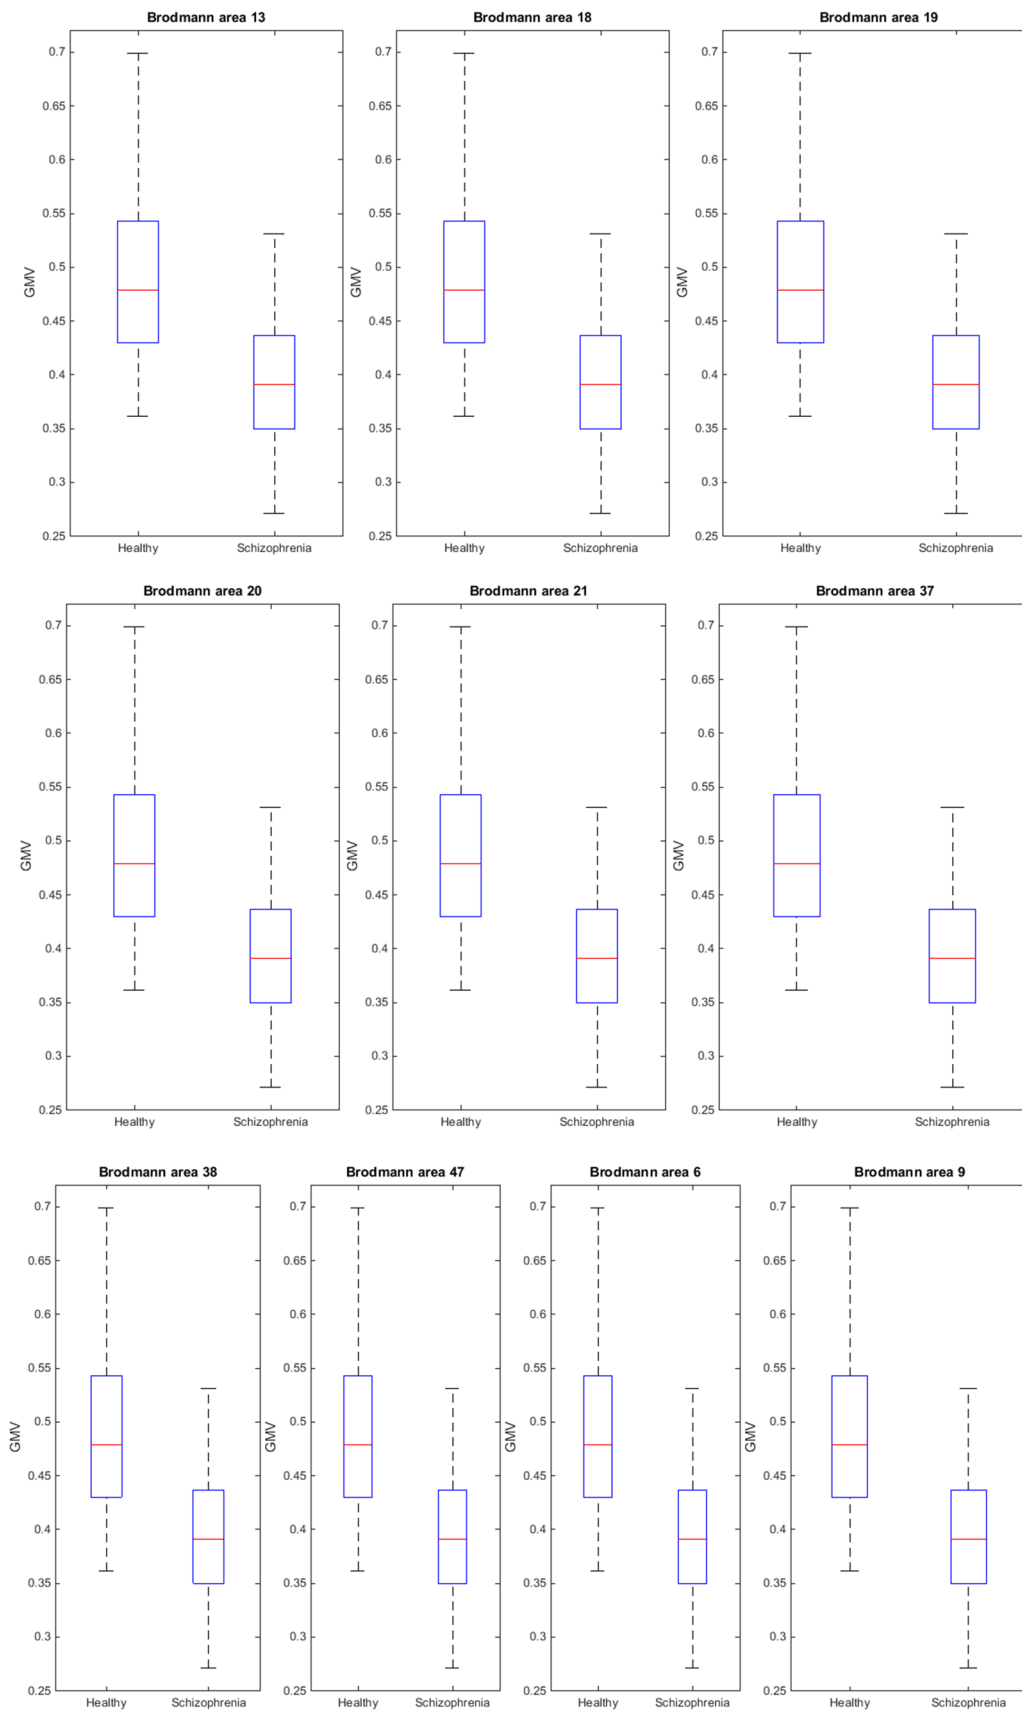 Brodmann area 13
Brodmann area 18
Brodmann area 19
0.7
0.65
0.6
0.55
0.5
0.45
0.4
0.35
0.3
0.25
GMV
Healthy
Schizophrenia
0.7
0.65
0.6
0.55
0.5
0.45
0.4
0.35
0.3
0.25
GMV
Healthy
Schizophrenia
0.7
0.65
0.6
0.55
0.5
0.45
0.4
0.35
0.3
0.25
GMV
Healthy
Schizophrenia
Brodmann area 20
Brodmann area 21
Brodmann area 37
0.7
0.65
0.6
0.55
0.5
0.45
0.4
0.35
0.3
0.25
GMV
Healthy
Schizophrenia
0.7
0.65
0.6
0.55
0.5
0.45
0.4
0.35
0.3
0.25
GMV
Healthy
Schizophrenia
0.7
0.65
0.6
0.55
0.5
0.45
0.4
0.35
0.3
0.25
GMV
Healthy
Schizophrenia
Brodmann area 38
Brodmann area 47
Brodmann area 6
Brodmann area 9
0.7
0.65
0.6
0.55
0.5
0.45
0.4
0.35
0.3
0.25
GMV
Healthy
Schizophrenia
0.7
0.65
0.6
0.55
0.5
0.45
0.4
0.35
0.3
0.25
GMV
Healthy
Schizophrenia
0.7
0.65
0.6
0.55
0.5
0.45
0.4
0.35
0.3
0.25
GMV
Healthy
Schizophrenia
0.7
0.65
0.6
0.55
0.5
0.45
0.4
0.35
0.3
0.25
GMV
Healthy
Schizophrenia